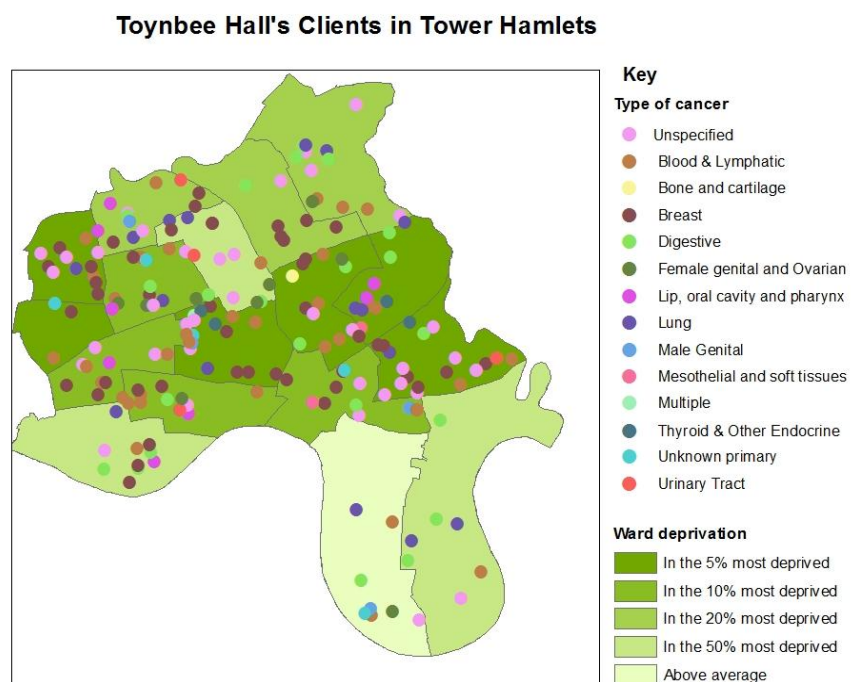 Toynbee Hall's Clients in Tower Hamlets
Key
Type of cancer
Unspecified
Blood & Lymphatic
Bone and cartilage
Breast
Digestive
Female genital and Ovarian
Lip, oral cavity and pharynx
Lung
Male Genital
Mesothelial and soft tissues
Multiple
Thyroid & Other Endocrine
Unknown primary
Urinary Tract
Ward deprivation
In the 5% most deprived
In the 10% most deprived
In the 20% most deprived
In the 50% most deprived
Above average